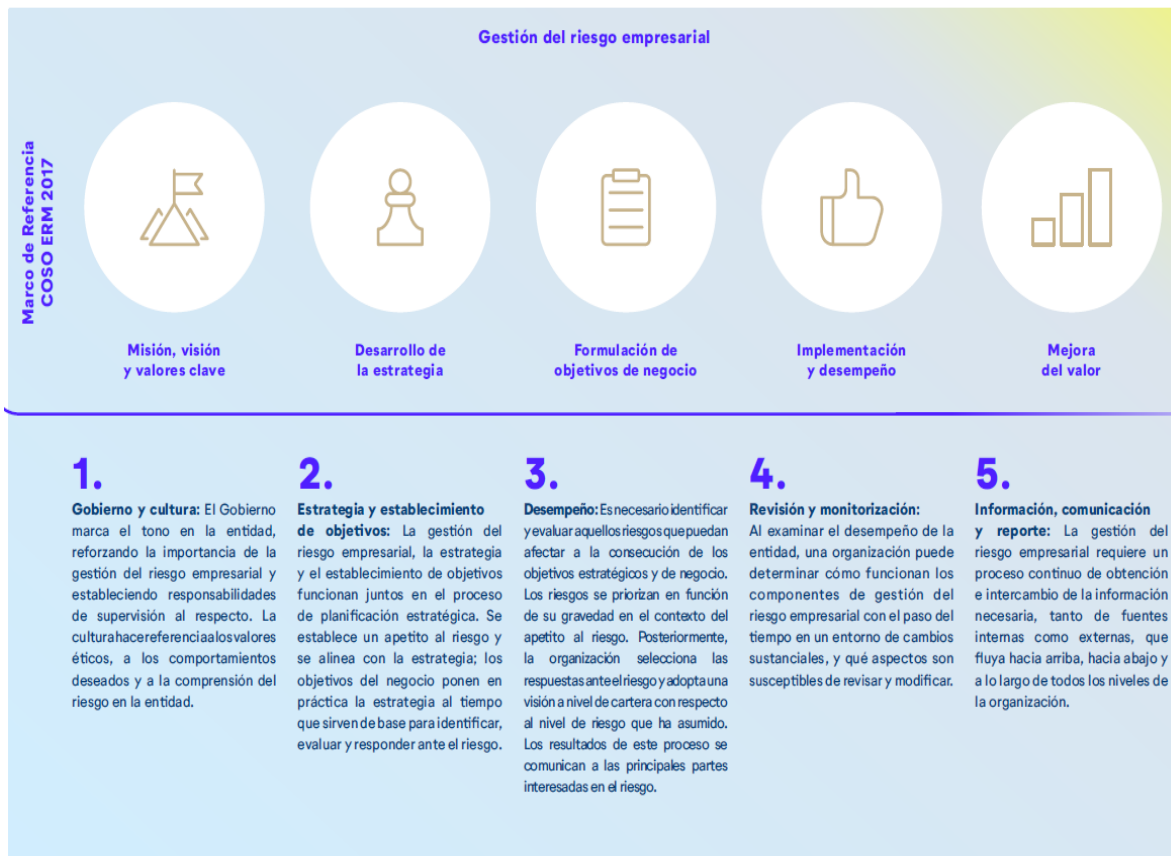 Gestión del riesgo empresarial
Marco de Referencia
COSO ERM 2017
Misión, visión
y valores clave
Desarrollo de
la estrategia
Formulación de
objetivos de negocio
Implementación
y desempeño
Mejora
del valor
1.
Gobierno y cultura: El Gobierno
marca el tono en la entidad,
reforzando la importancia de la
gestión del riesgo empresarial y
estableciendo responsabilidades
de supervisión al respecto. La
cultura hace referencia a los valores
éticos, a los comportamientos
deseados y a la comprensión del
riesgo en la entidad.
2.
Estrategia y establecimiento
de objetivos: La gestión del
riesgo empresarial, la estrategia
y el establecimiento de objetivos
funcionan juntos en el proceso
de planificación estratégica. Se
establece un apetito al riesgo y
se alinea con la estrategia; los
objetivos del negocio ponen en
práctica la estrategia al tiempo
que sirven de base para identificar,
evaluar y responder ante el riesgo.
3.
Desempeño: Es necesario identificar
y evaluar aquellos riesgos que puedan
afectar a la consecución de los
objetivos estratégicos y de negocio.
Los riesgos se priorizan en función
de su gravedad en el contexto del
apetito al riesgo. Posteriormente,
la organización selecciona las
respuestas ante el riesgo y adopta una
visión a nivel de cartera con respecto
al nivel de riesgo que ha asumido.
Los resultados de este proceso se
comunican a las principales partes
interesadas en el riesgo.
4.
Revisión y monitorización:
Al examinar el desempeño de la
entidad, una organización puede
determinar cómo funcionan los
componentes de gestión del
riesgo empresarial con el paso del
tiempo en un entorno de cambios
sustanciales, y qué aspectos son
susceptibles de revisar y modificar.
5.
Información, comunicación
y reporte: La gestión del
riesgo empresarial requiere un
proceso continuo de obtención
e intercambio de la información
necesaria, tanto de fuentes
internas como externas, que
fluya hacia arriba, hacia abajo y
a lo largo de todos los niveles de
la organización.